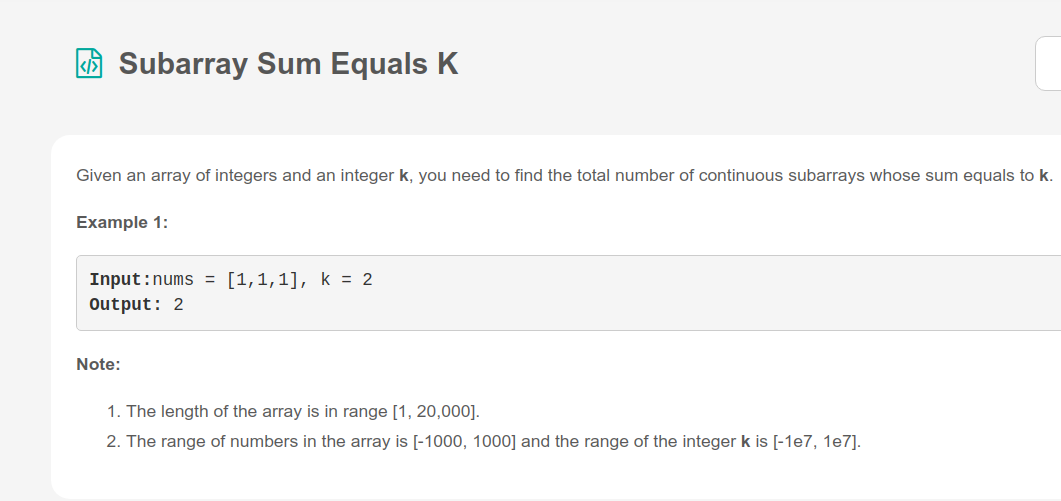 Subarray Sum Equals K
Given an array of integers and an integer k, you need to find the total number of continuous subarrays whose sum equals to k.
Example 1:
Input:nums = [1,1,1], k = 2
Output: 2
Note:
1. The length of the array is in range [1, 20,000].
2. The range of numbers in the array is [-1000, 1000] and the range of the integer k is [-1e7, 1e7].